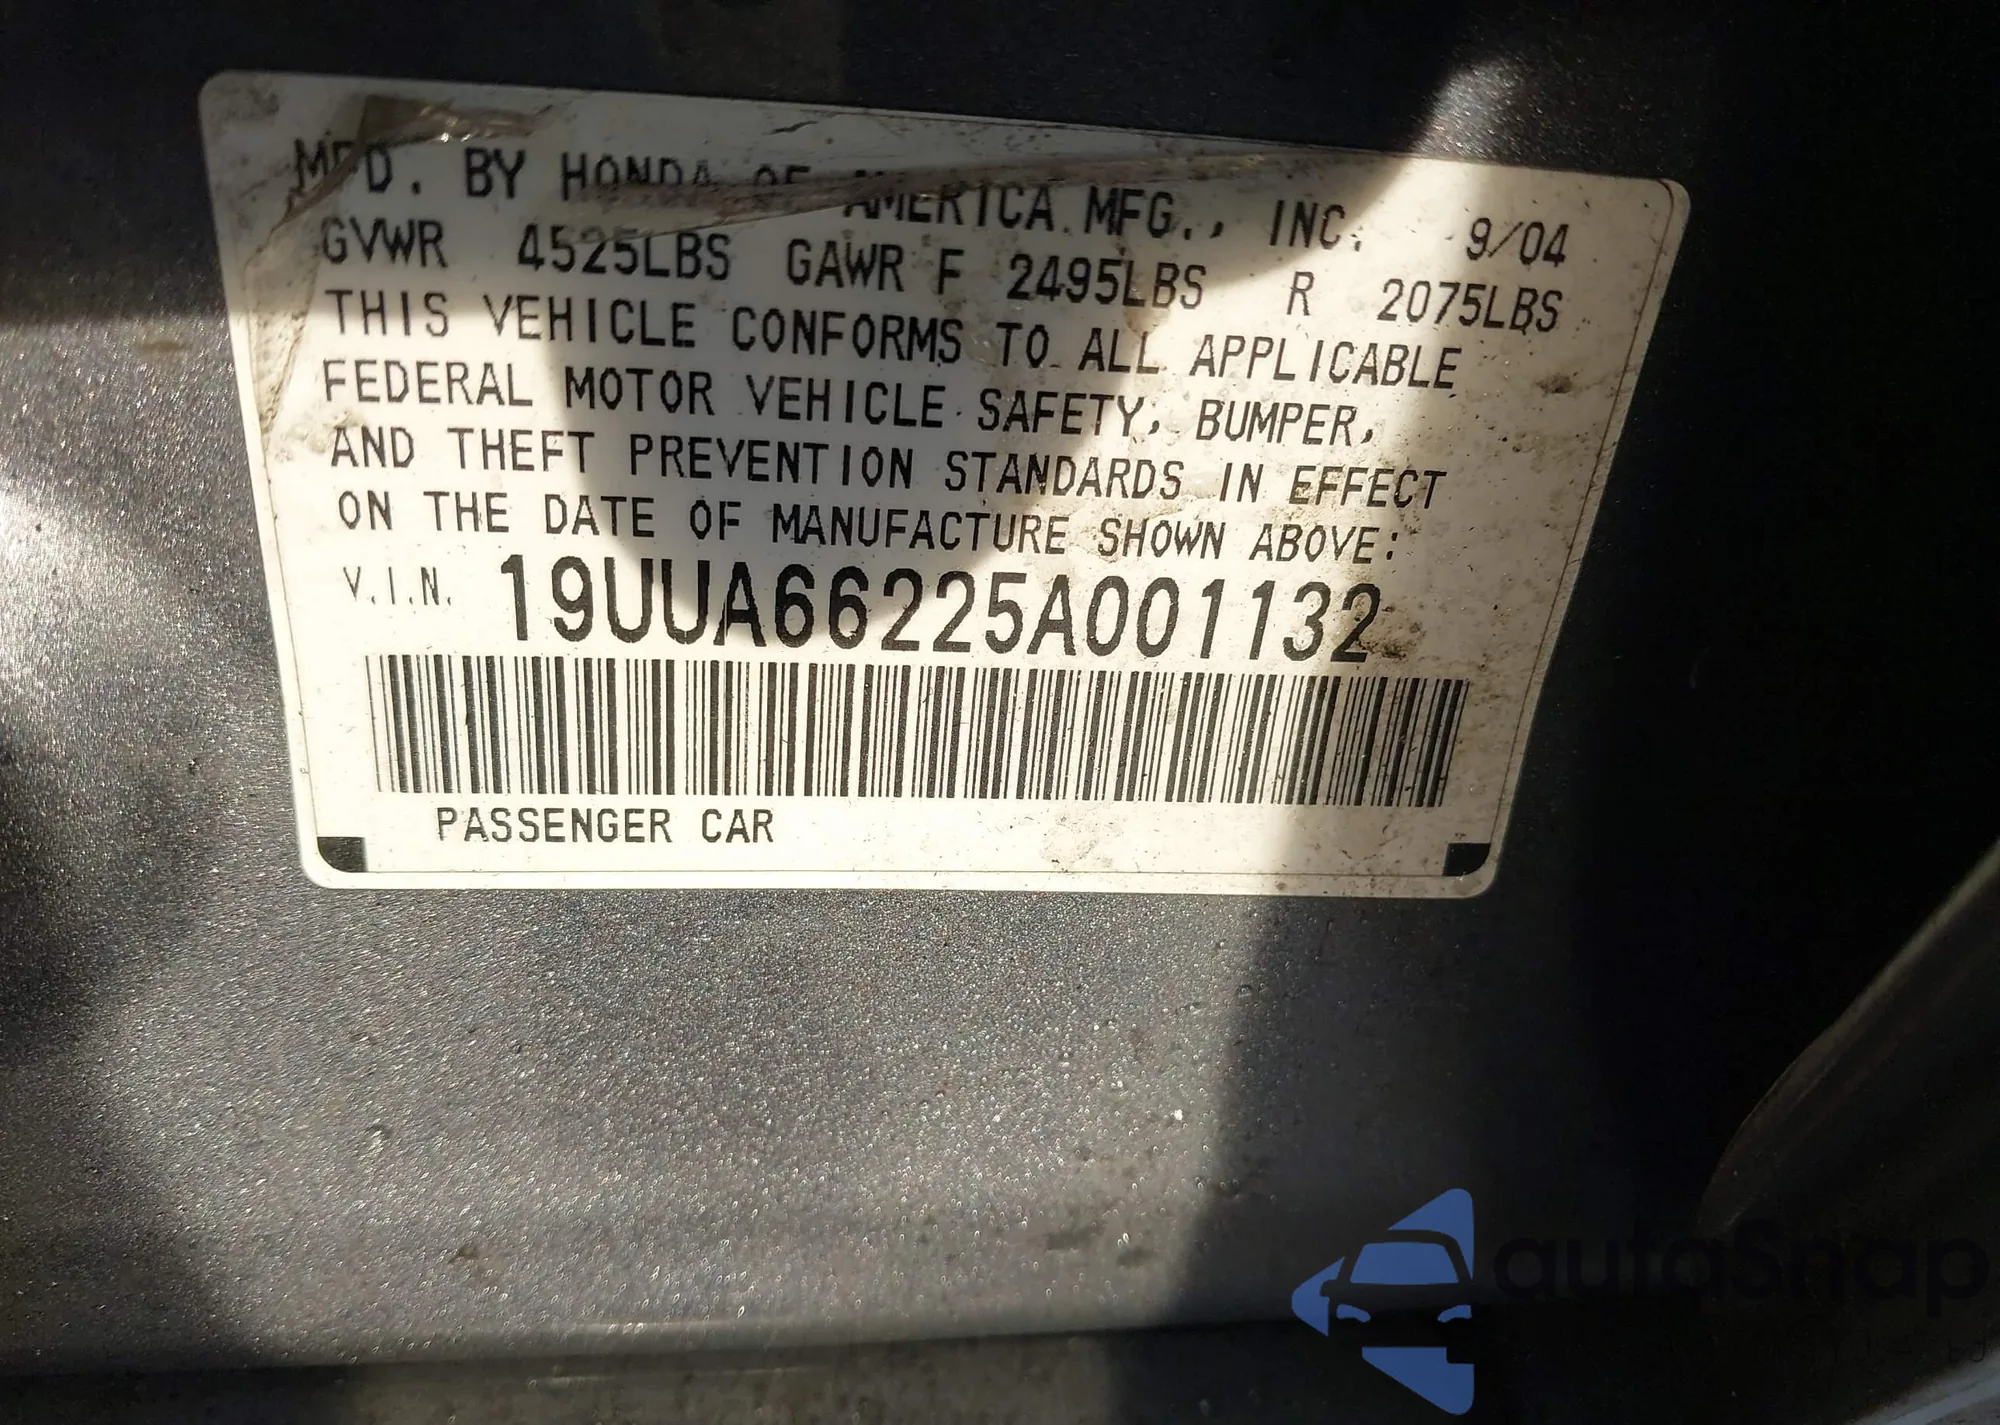 MFD. BY HONDA OF AMERICA MFG., INC. 9/04
GVWR 4525LBS GAWR F 2495LBS R 2075LBS
THIS VEHICLE CONFORMS TO ALL APPLICABLE
FEDERAL MOTOR VEHICLE SAFETY, BUMPER,
AND THEFT PREVENTION STANDARDS IN EFFECT
ON THE DATE OF MANUFACTURE SHOWN ABOVE:
V.I.N. 19UUA66225A001132
PASSENGER CAR
autaSnap